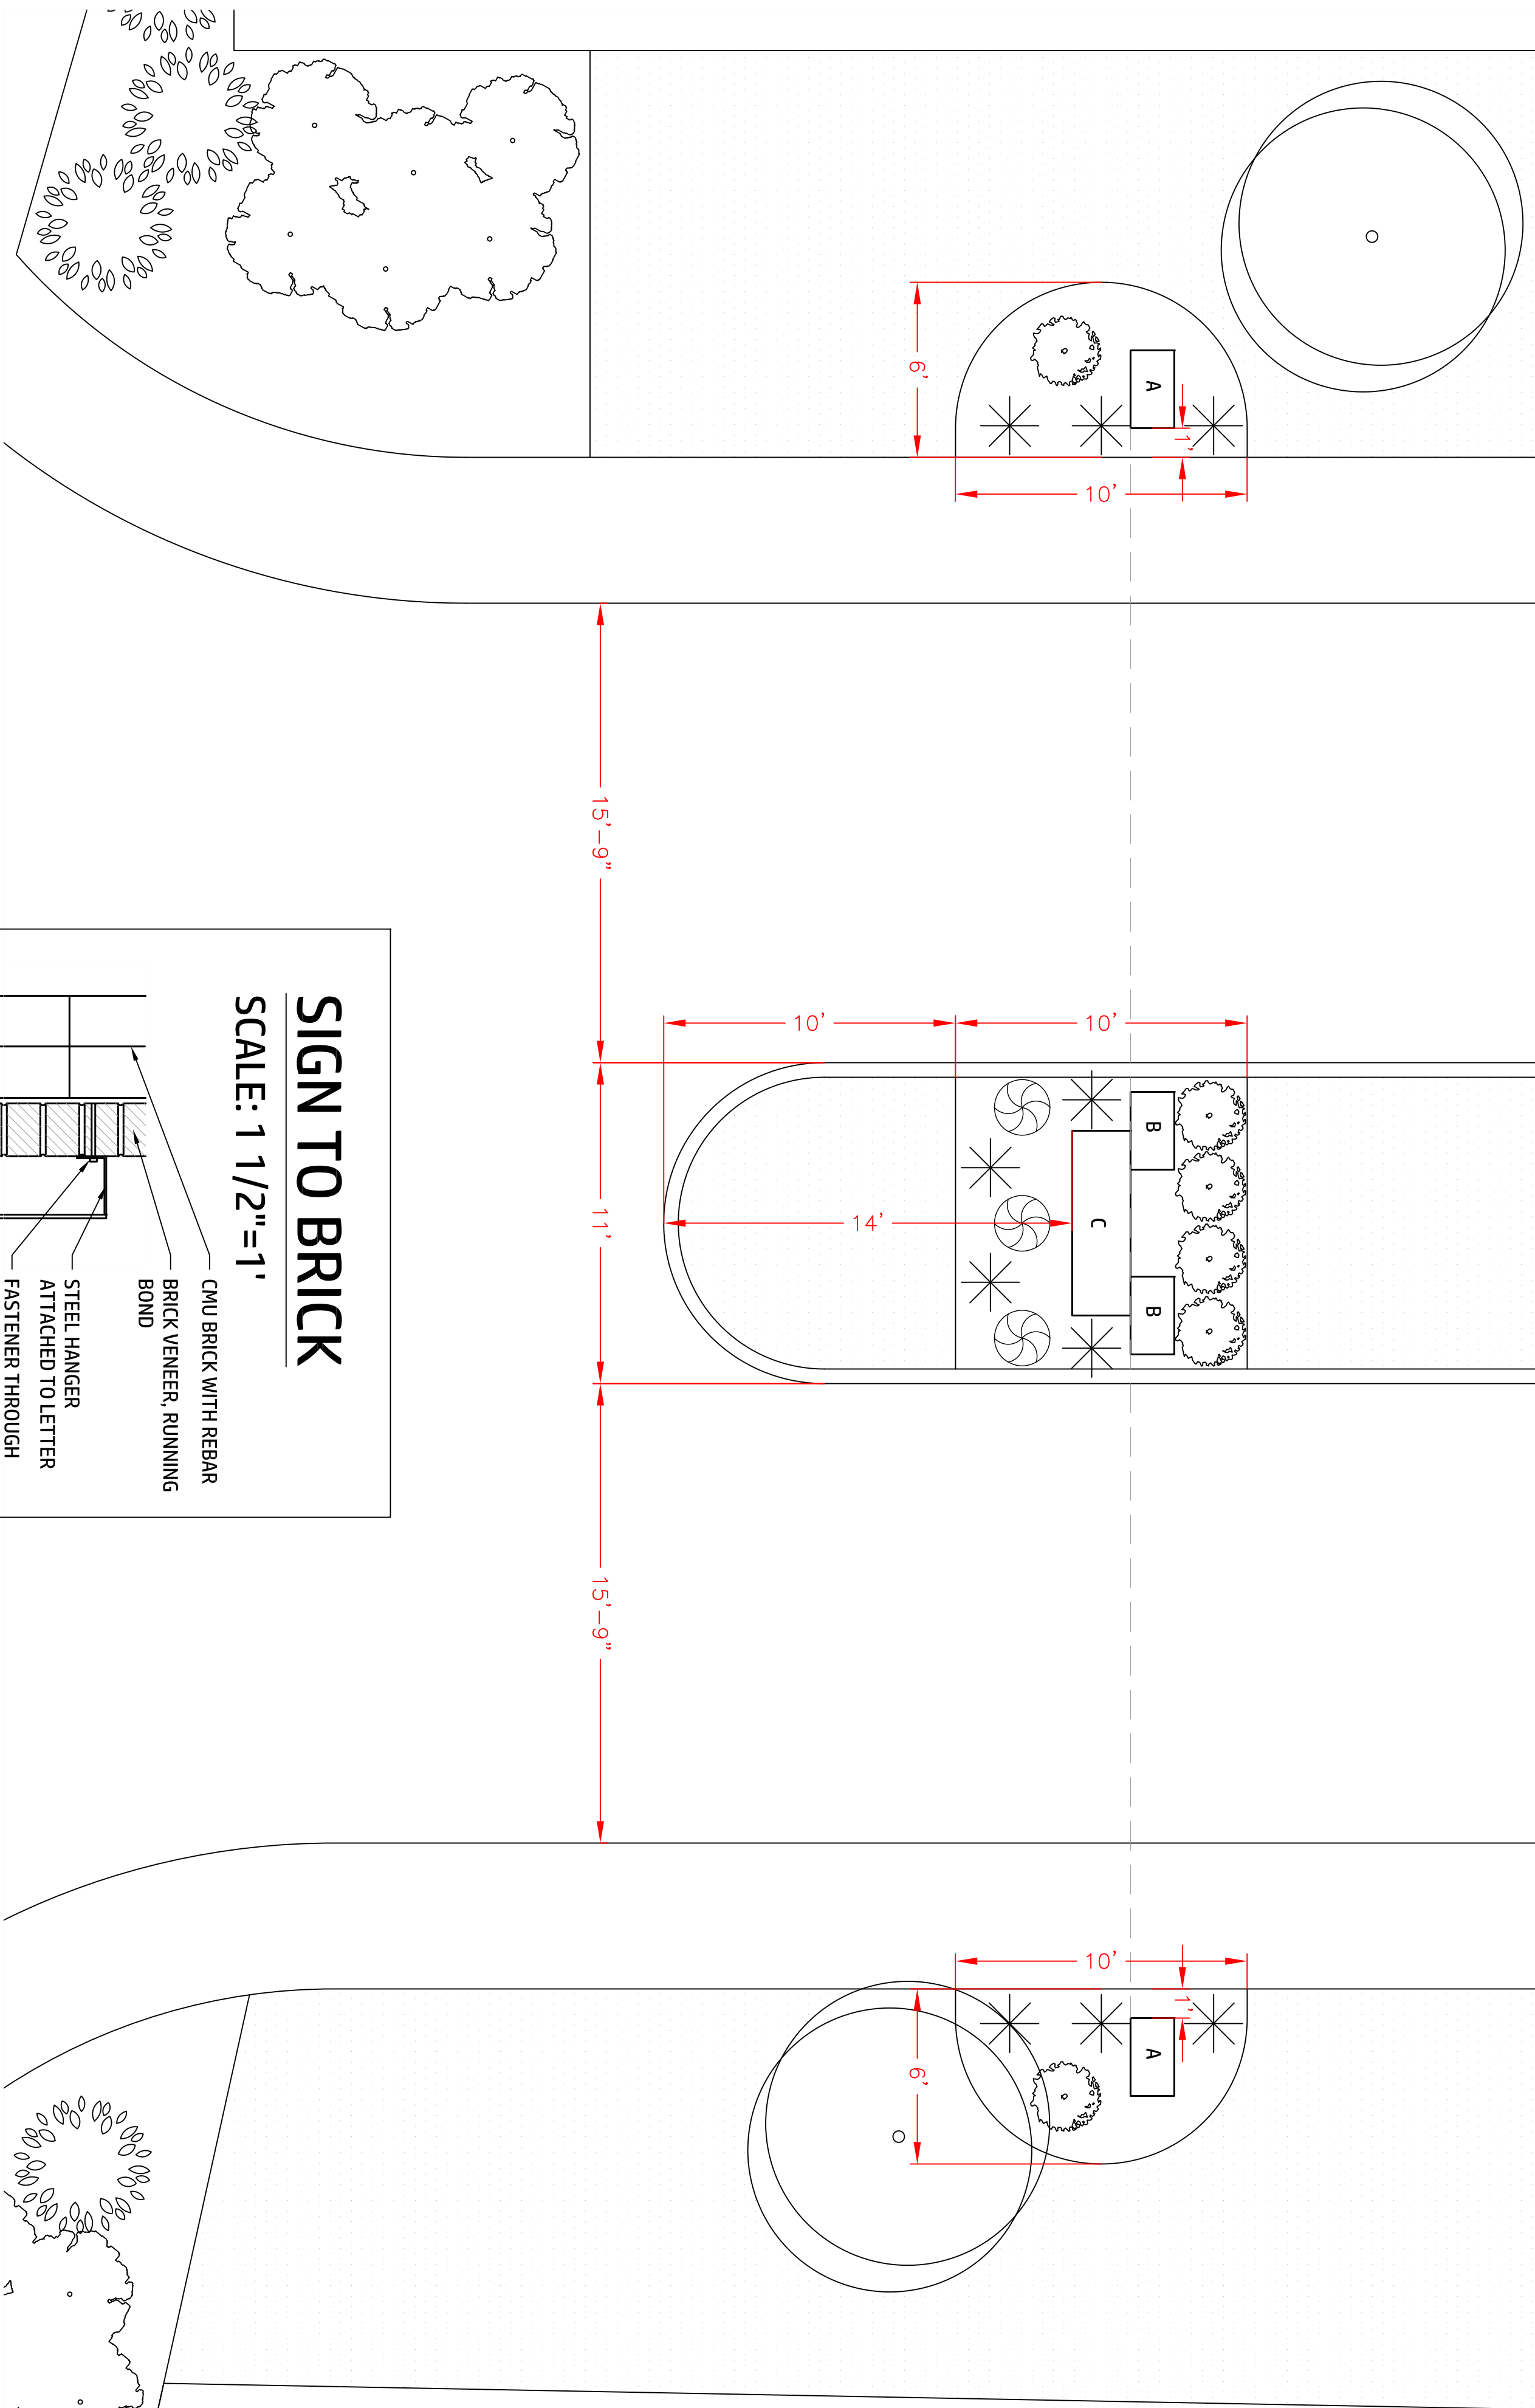 6'
A
1'
10'
15'-9"
10'
10'
B
C
14'
11'
B
15'-9"
10'
1'
A
6'
SIGN TO BRICK
SCALE: 1 1/2"=1'
CMU BRICK WITH REBAR
BRICK VENEER, RUNNING
BOND
STEEL HANGER
ATTACHED TO LETTER
FASTENER THROUGH